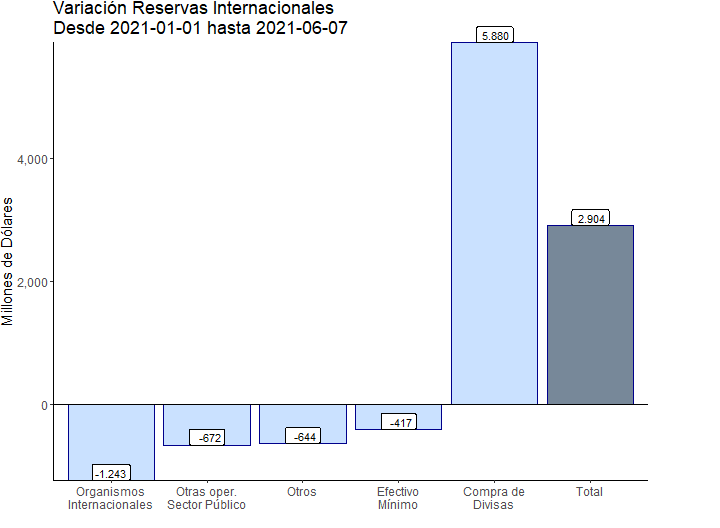 Variación Reservas Internacionales
Desde 2021-01-01 hasta 2021-06-07
Millones de Dólares
4,000
2,000
0
5.880
2.904
-1.243
-672
-644
-417
Organismos
Internacionales
Otras oper.
Sector Público
Otros
Efectivo
Mínimo
Compra de
Divisas
Total